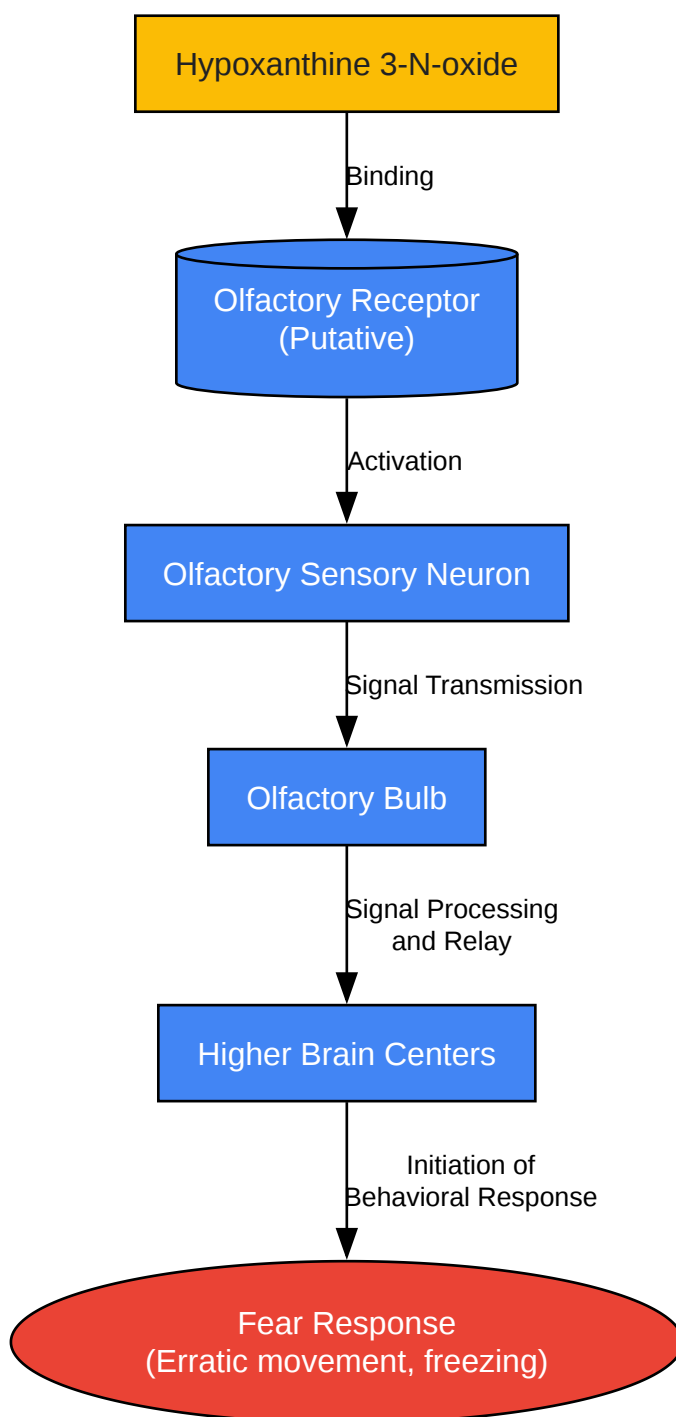 Hypoxanthine 3-N-oxide
Binding
Olfactory Receptor
(Putative)
Activation
Olfactory Sensory Neuron
Signal Transmission
Olfactory Bulb
Signal Processing
and Relay
Higher Brain Centers
Initiation of
Behavioral Response
Fear Response
(Erratic movement, freezing)